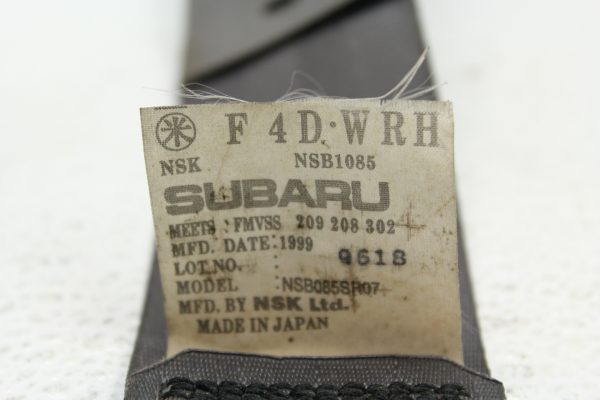 F 4D·WRH
NSK NSB1085
SUBARU
MEETS : FMVSS 209 208 302
MFD. DATE : 1999
LOT.NO. : 9618
MODEL : NSB085SR07
MFD. BY NSK Ltd.
MADE IN JAPAN